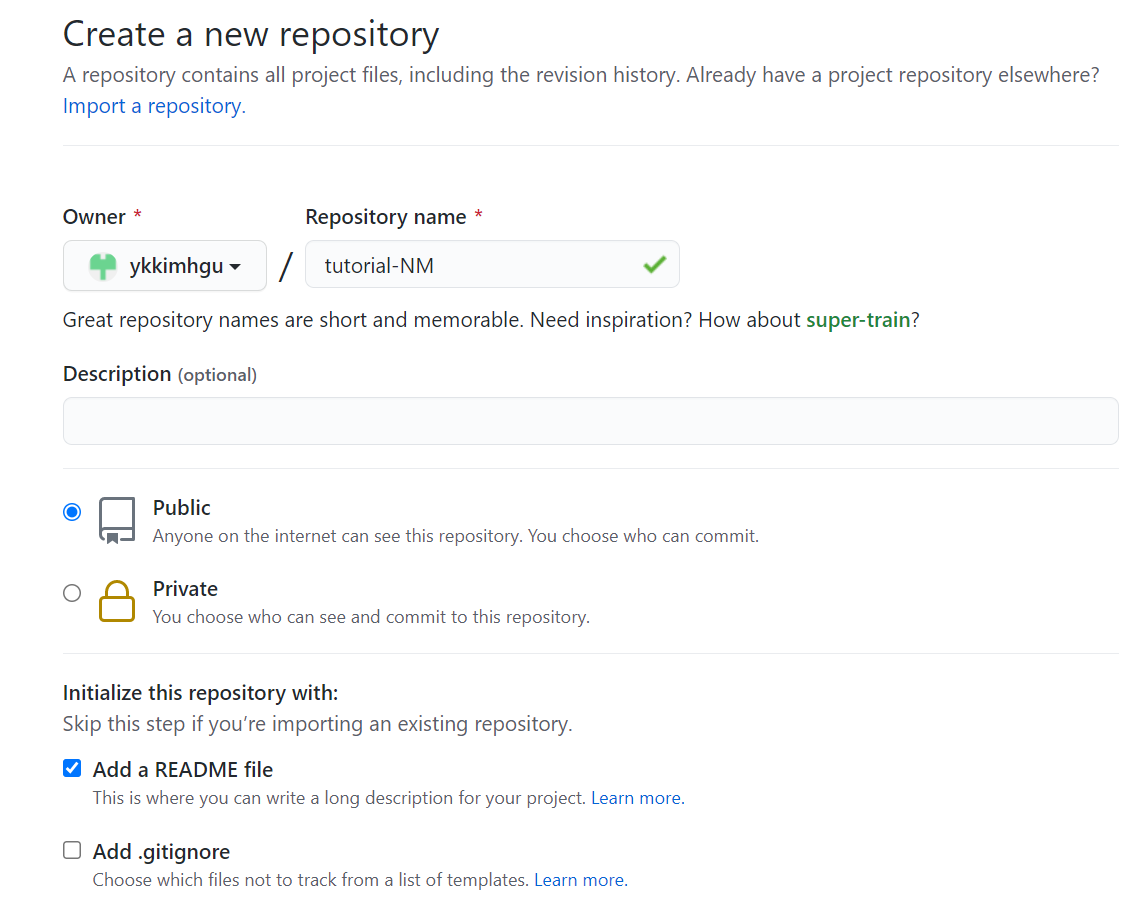 Create a new repository
A repository contains all project files, including the revision history. Already have a project repository elsewhere?
Import a repository.
Owner * Repository name *
ykkimhgu / tutorial-NM
Great repository names are short and memorable. Need inspiration? How about super-train?
Description (optional)
Public
Anyone on the internet can see this repository. You choose who can commit.
Private
You choose who can see and commit to this repository.
Initialize this repository with:
Skip this step if you’re importing an existing repository.
Add a README file
This is where you can write a long description for your project. Learn more.
Add .gitignore
Choose which files not to track from a list of templates. Learn more.